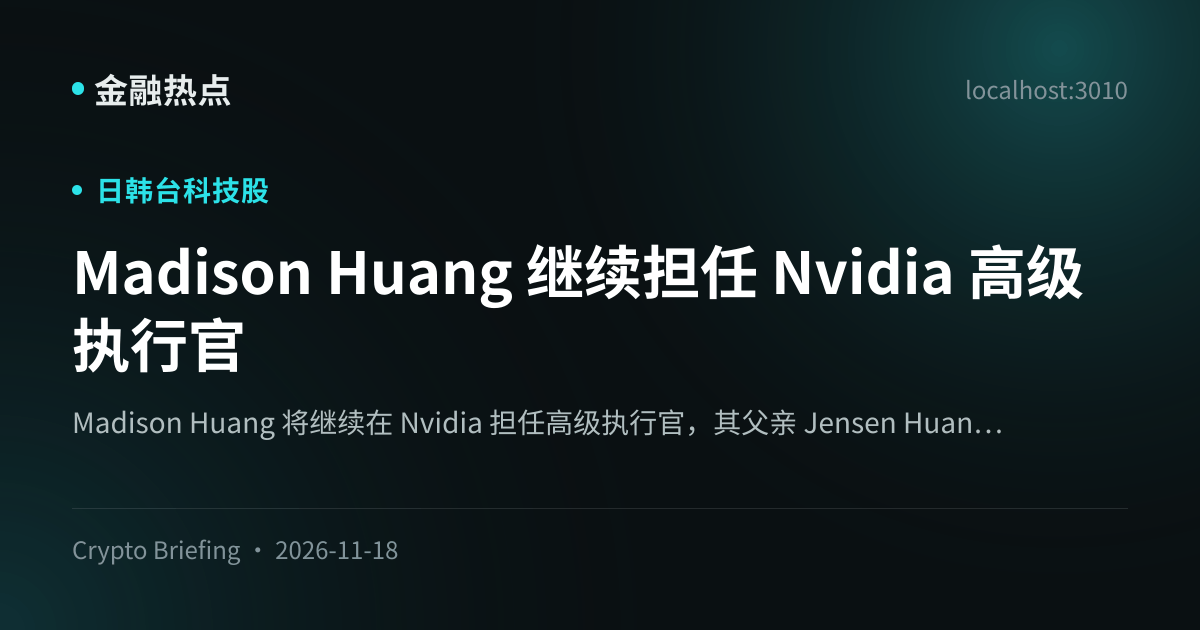 金融热点
localhost:3010
日韩台科技股
Madison Huang 继续担任 Nvidia 高级
执行官
Madison Huang 将继续在 Nvidia 担任高级执行官，其父亲 Jensen Huan…
Crypto Briefing · 2026-11-18